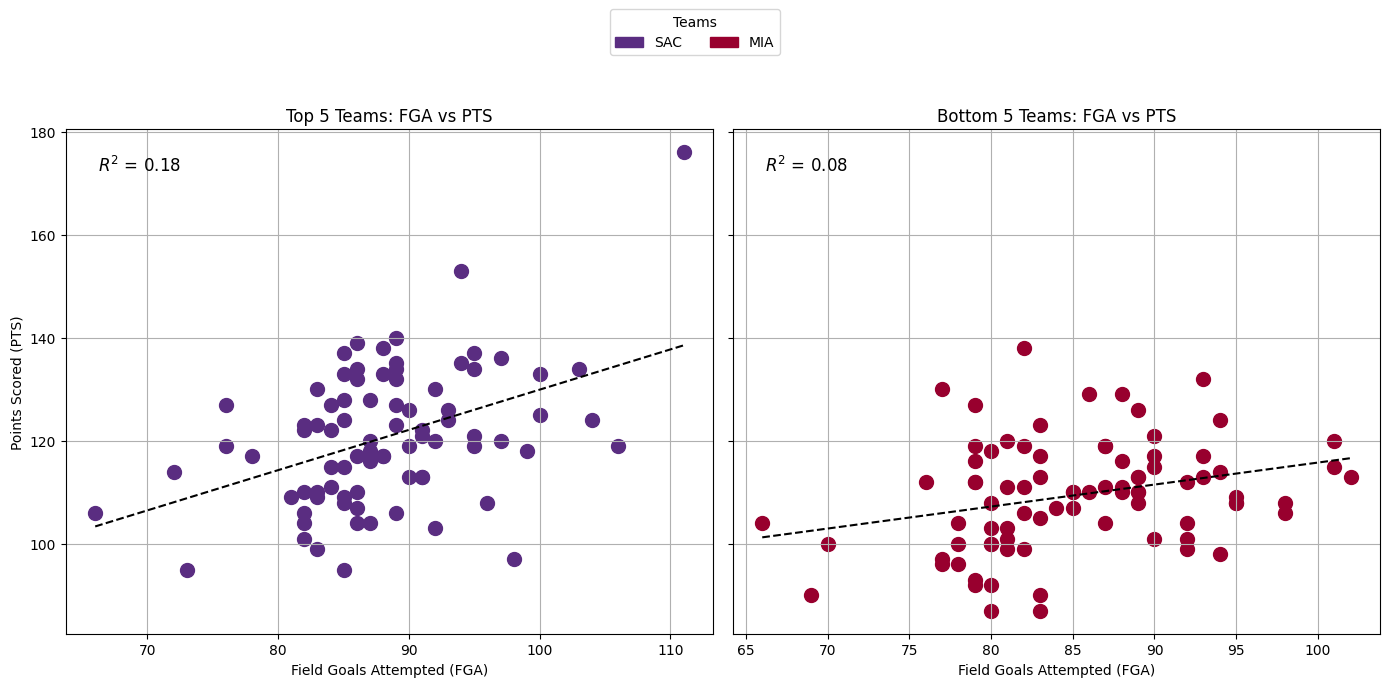 Teams
SAC MIA
Top 5 Teams: FGA vs PTS
R² = 0.18
180
160
140
120
100
Points Scored (PTS)
70 80 90 100 110
Field Goals Attempted (FGA)
Bottom 5 Teams: FGA vs PTS
R² = 0.08
65 70 75 80 85 90 95 100
Field Goals Attempted (FGA)